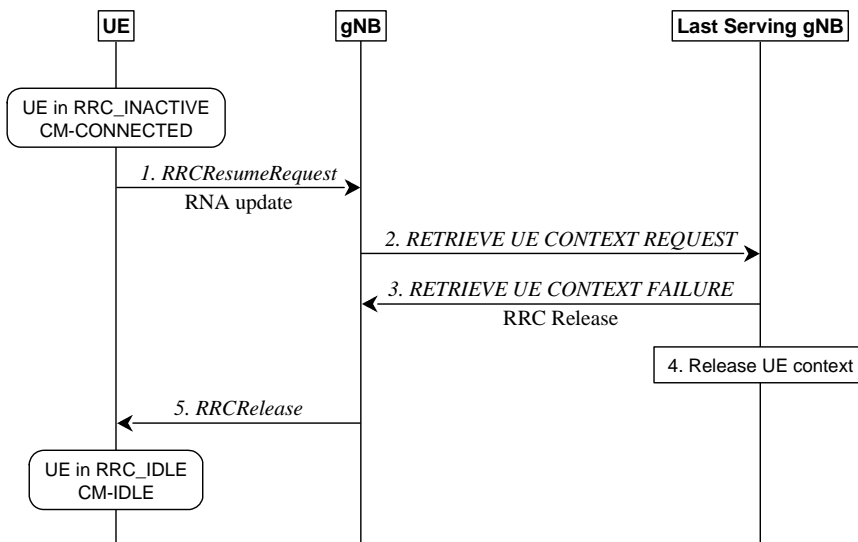 UE
gNB
Last Serving gNB
UE in RRC_INACTIVE
CM-CONNECTED
1. RRCResumeRequest
RNA update
2. RETRIEVE UE CONTEXT REQUEST
3. RETRIEVE UE CONTEXT FAILURE
RRC Release
4. Release UE context
5. RRCRelease
UE in RRC_IDLE
CM-IDLE